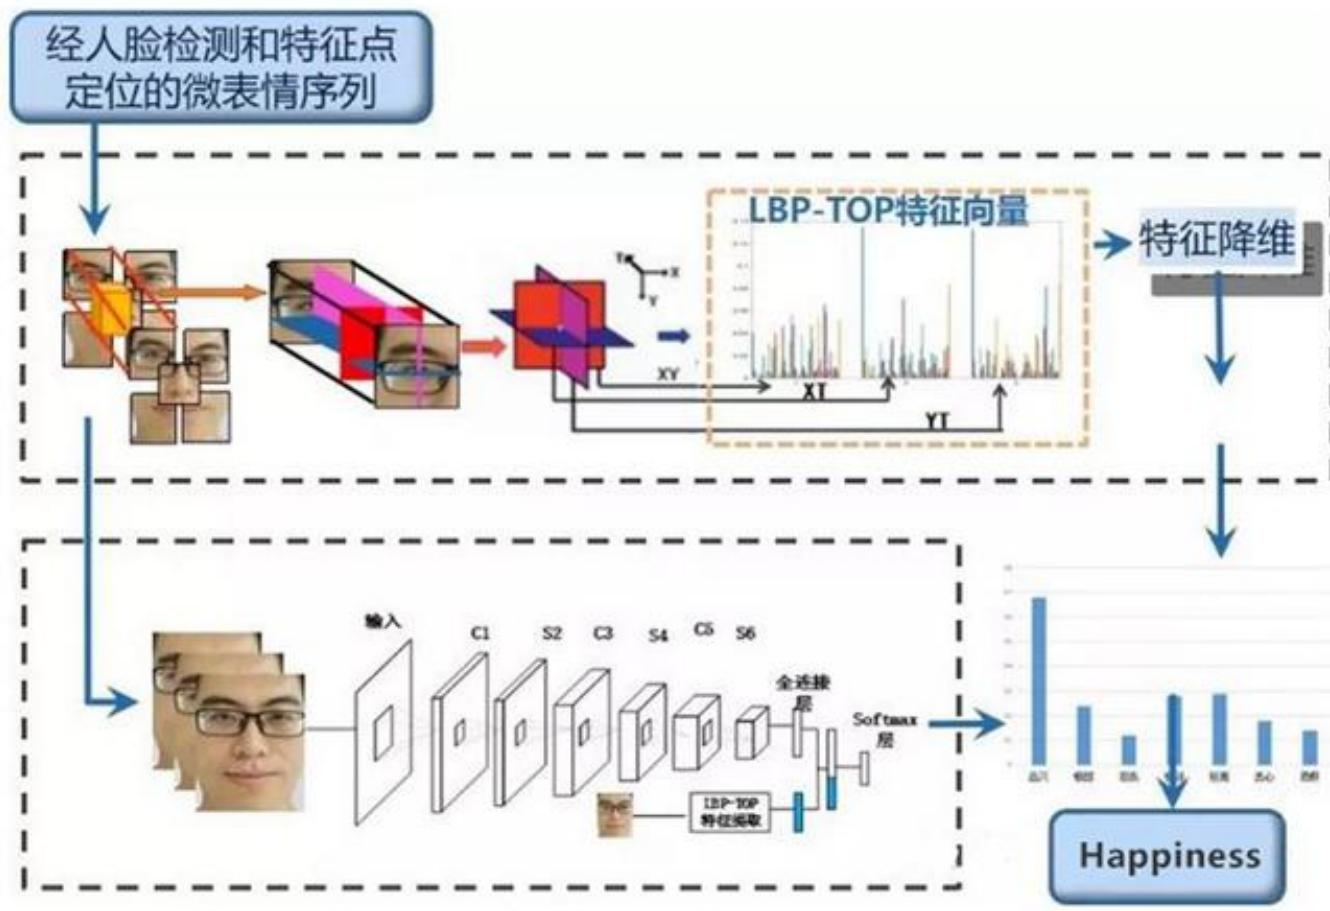 经人脸检测和特征点
定位的微表情序列
LBP-TOP特征向量
特征降维
X
Y
XY
XT
YT
输入
C1
S2
C3
S4
C5
S6
全连接
层
Softmax
层
LBP-TOP
特征提取
Happiness